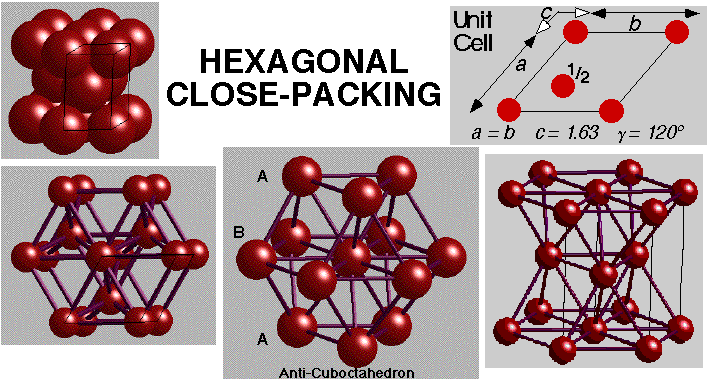 HEXAGONAL
CLOSE-PACKING
Unit
Cell
c
b
a
1/2
a = b c = 1.63 γ = 120°
A
B
A
Anti-Cuboctahedron